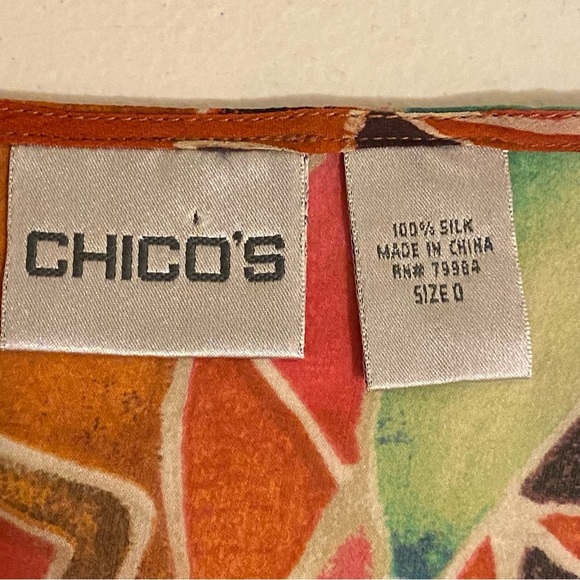 CHICO'S
100% SILK
MADE IN CHINA
RN# 79984
SIZE 0